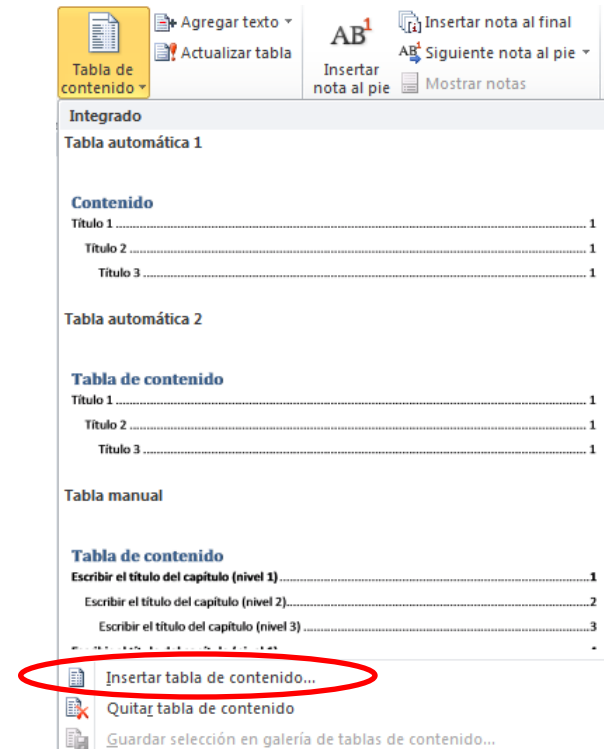 Agregar texto
Actualizar tabla
Tabla de
contenido
AB1
Insertar
nota al pie
Insertar nota al final
AB1 Siguiente nota al pie
Mostrar notas
Integrado
Tabla automática 1
Contenido
Título 1 ........ 1
Título 2 ........ 1
Título 3 ........ 1
Tabla automática 2
Tabla de contenido
Título 1 ........ 1
Título 2 ........ 1
Título 3 ........ 1
Tabla manual
Tabla de contenido
Escribir el título del capítulo (nivel 1) ........ 1
Escribir el título del capítulo (nivel 2) ........ 2
Escribir el título del capítulo (nivel 3) ........ 3
Insertar tabla de contenido...
Quitar tabla de contenido
Guardar selección en galería de tablas de contenido...